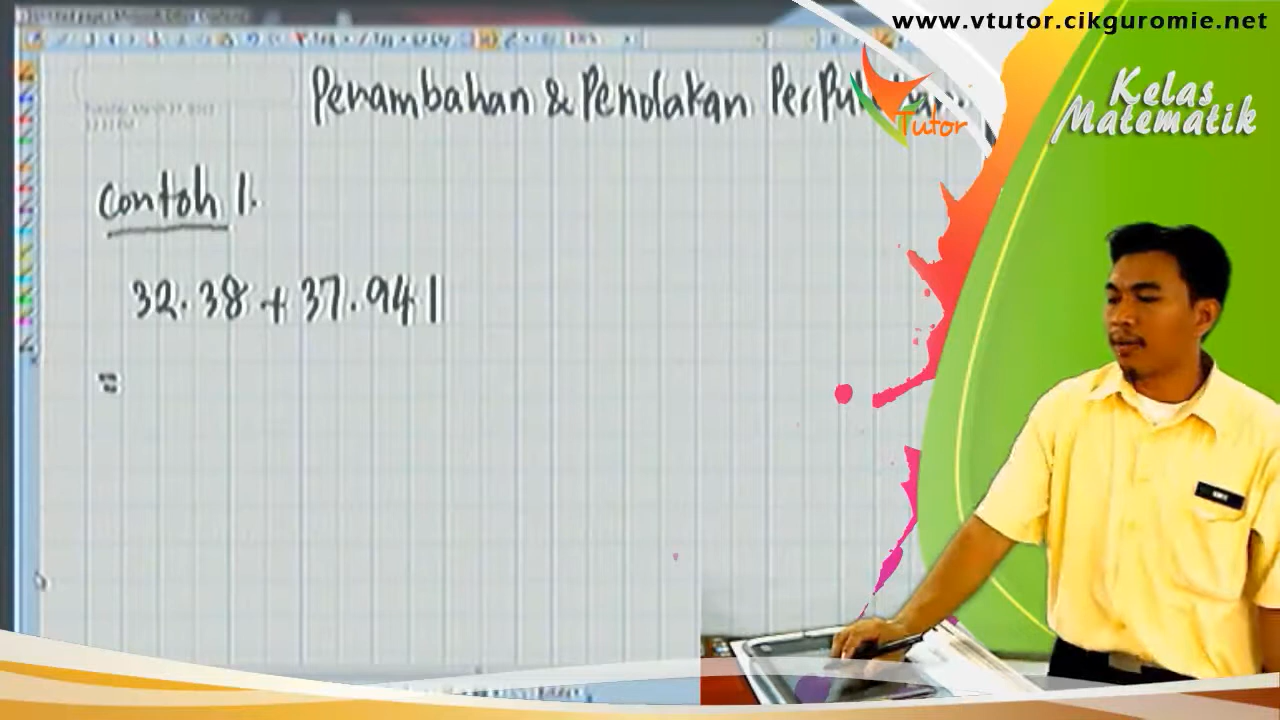 www.vtutor.cikguromie.net
Kelas
Matematik
Tutor
Penambahan & Penolakan
Contoh 1.
32.38 + 37.941
=